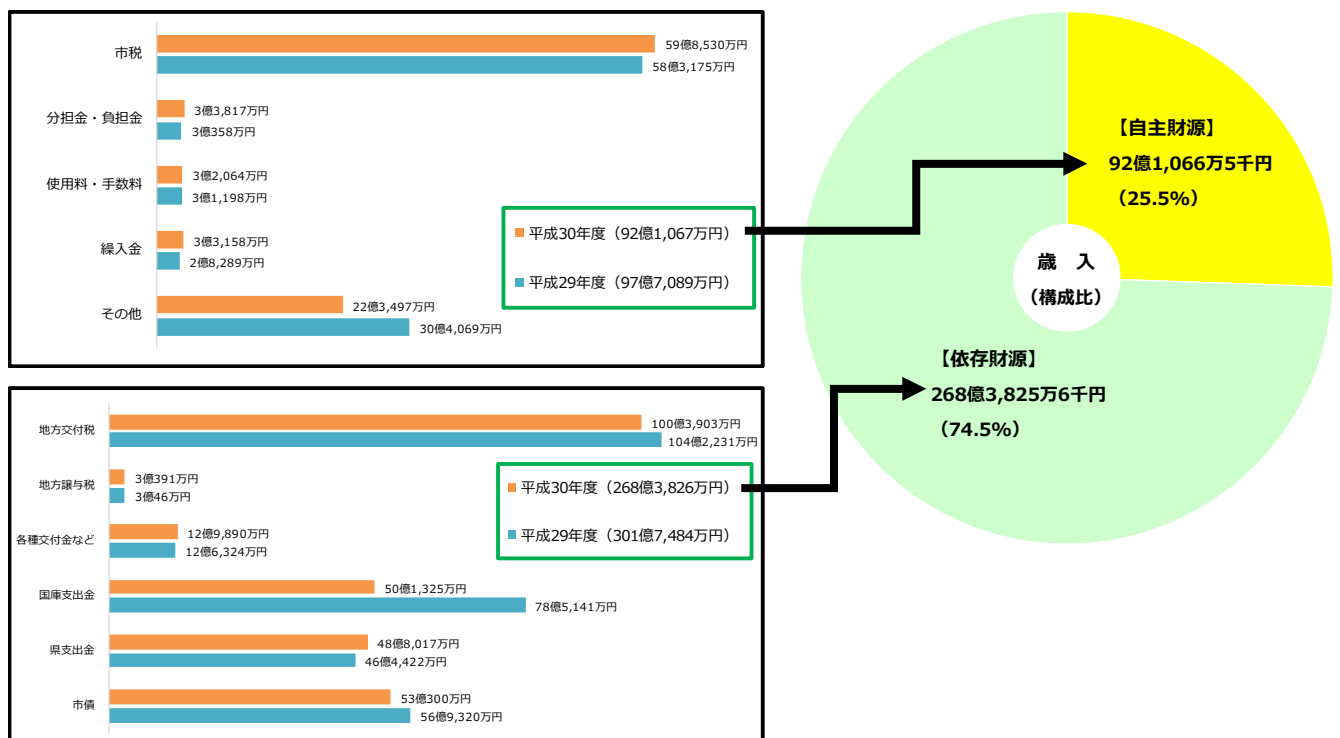 市税
59億8,530万円
58億3,175万円
分担金・負担金
3億3,817万円
3億358万円
使用料・手数料
3億2,064万円
3億1,198万円
繰入金
3億3,158万円
2億8,289万円
その他
22億3,497万円
30億4,069万円
平成30年度（92億1,067万円）
平成29年度（97億7,089万円）
【自主財源】
92億1,066万5千円
（25.5%）
歳　入
（構成比）
【依存財源】
268億3,825万6千円
（74.5%）
地方交付税
100億3,903万円
104億2,231万円
地方譲与税
3億391万円
3億46万円
各種交付金など
12億9,890万円
12億6,324万円
国庫支出金
50億1,325万円
78億5,141万円
県支出金
48億8,017万円
46億4,422万円
市債
53億300万円
56億9,320万円
平成30年度（268億3,826万円）
平成29年度（301億7,484万円）